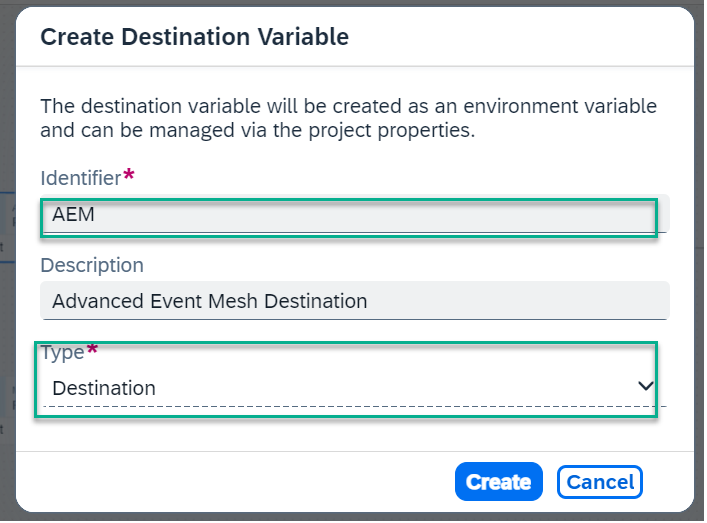 Create Destination Variable
The destination variable will be created as an environment variable
and can be managed via the project properties.
Identifier*
AEM
Description
Advanced Event Mesh Destination
Type*
Destination
Create Cancel